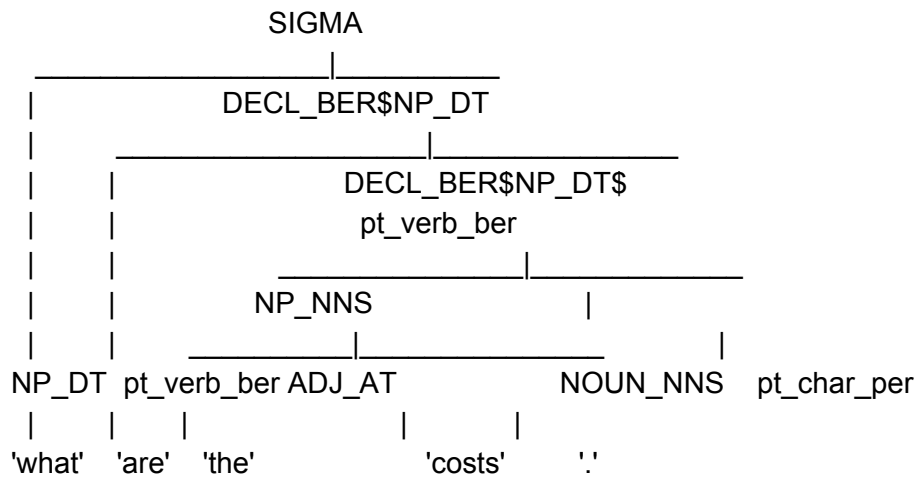 SIGMA
DECL_BER$NP_DT
DECL_BER$NP_DT$
pt_verb_ber
NP_NNS
NP_DT pt_verb_ber ADJ_AT NOUN_NNS pt_char_per
'what' 'are' 'the' 'costs' '.'